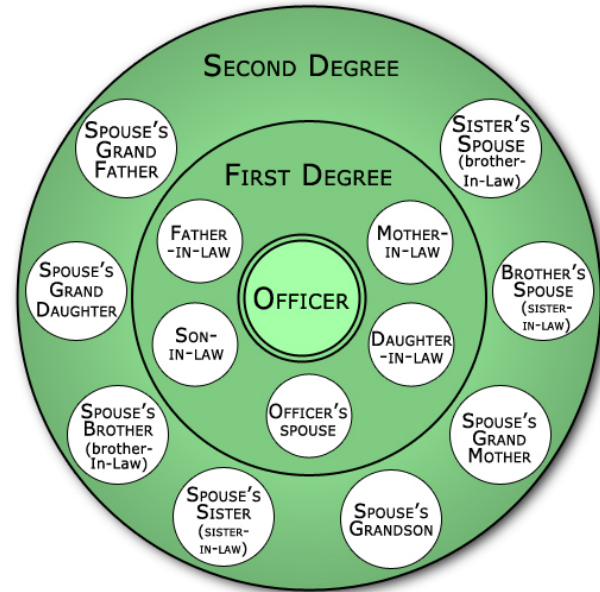 SECOND DEGREE
SPOUSE'S
GRAND
FATHER
SISTER'S
SPOUSE
(brother-
In-Law)
FIRST DEGREE
FATHER
-IN-LAW
MOTHER-
IN-LAW
SPOUSE'S
GRAND
DAUGHTER
OFFICER
BROTHER'S
SPOUSE
(SISTER-
IN-LAW)
SON-
IN-LAW
DAUGHTER
-IN-LAW
SPOUSE'S
BROTHER
(brother-
In-Law)
OFFICER'S
SPOUSE
SPOUSE'S
GRAND
MOTHER
SPOUSE'S
SISTER
(SISTER-
IN-LAW)
SPOUSE'S
GRANDSON